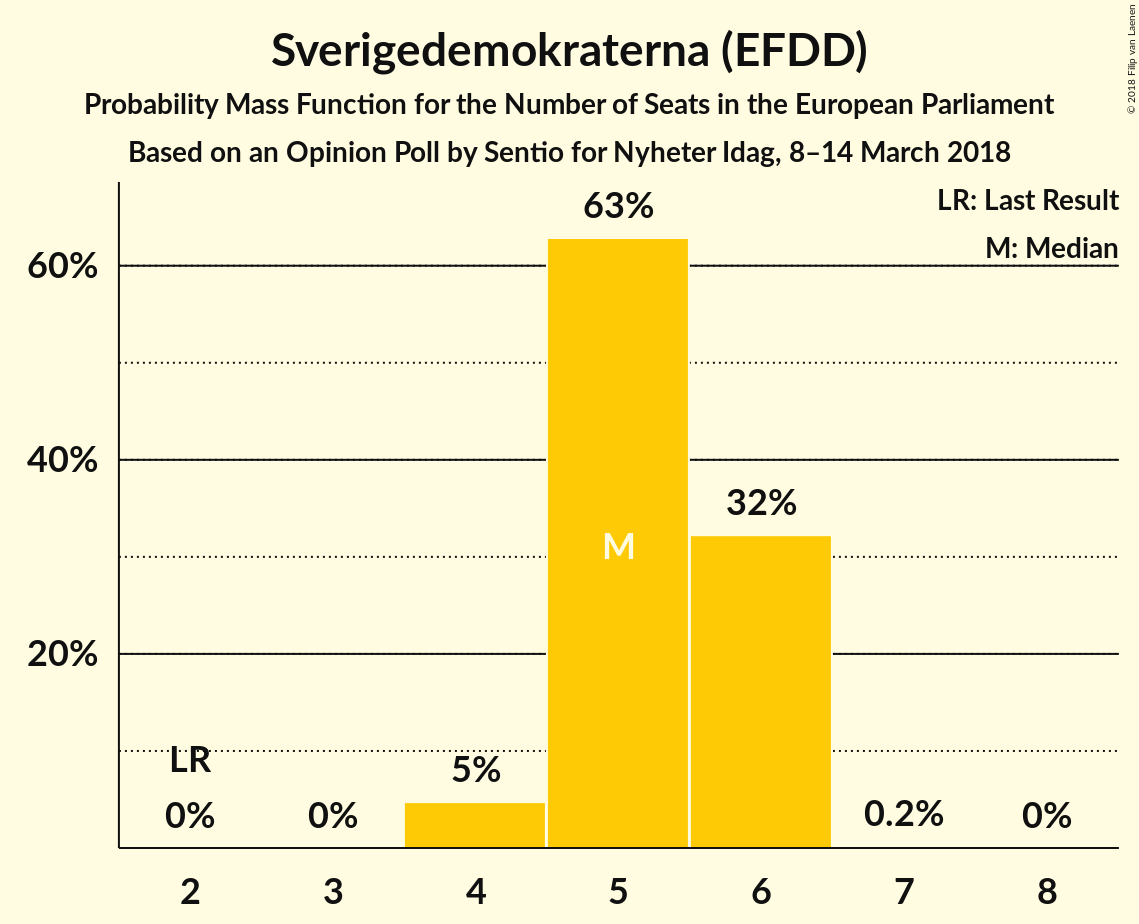 Sverigedemokraterna (EFDD)
Probability Mass Function for the Number of Seats in the European Parliament
Based on an Opinion Poll by Sentio for Nyheter Idag, 8–14 March 2018
© 2018 Filip van Laenen
LR: Last Result
M: Median
63%
60%
40%
32%
M
20%
LR
5%
0%
0%
0.2%
0%
2
3
4
5
6
7
8